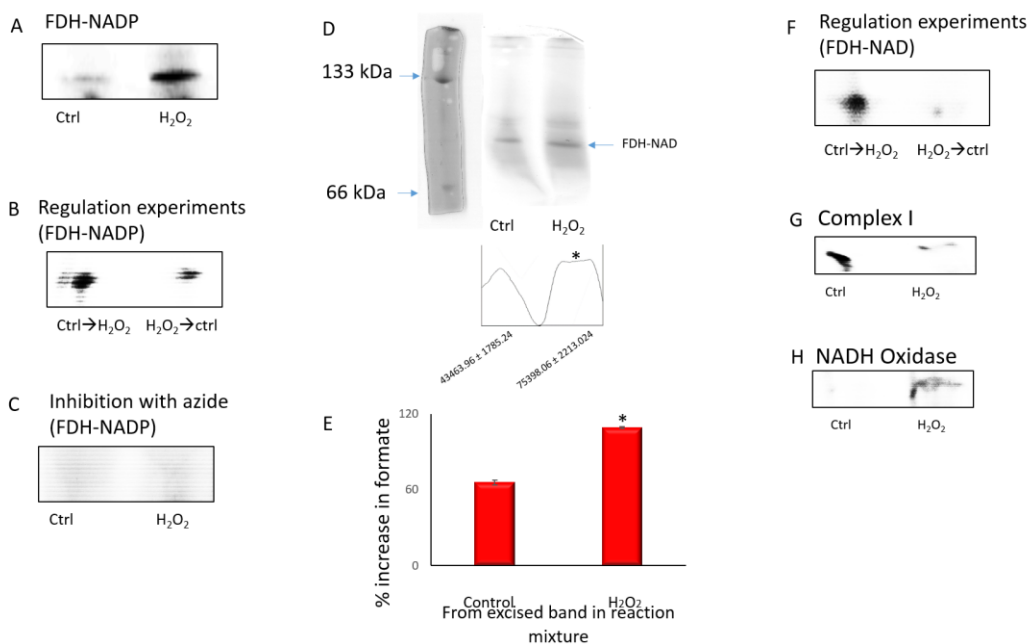 A FDH-NADP
Ctrl H₂O₂
B Regulation experiments
(FDH-NADP)
Ctrl→H₂O₂ H₂O₂→ctrl
C Inhibition with azide
(FDH-NADP)
Ctrl H₂O₂
D
133 kDa
66 kDa
FDH-NAD
Ctrl H₂O₂
*
43463.96 ± 1785.24
75398.06 ± 2213.024
E
% increase in formate
120
60
0
*
Control H₂O₂
From excised band in reaction
mixture
F Regulation experiments
(FDH-NAD)
Ctrl→H₂O₂ H₂O₂→ctrl
G Complex I
Ctrl H₂O₂
H NADH Oxidase
Ctrl H₂O₂